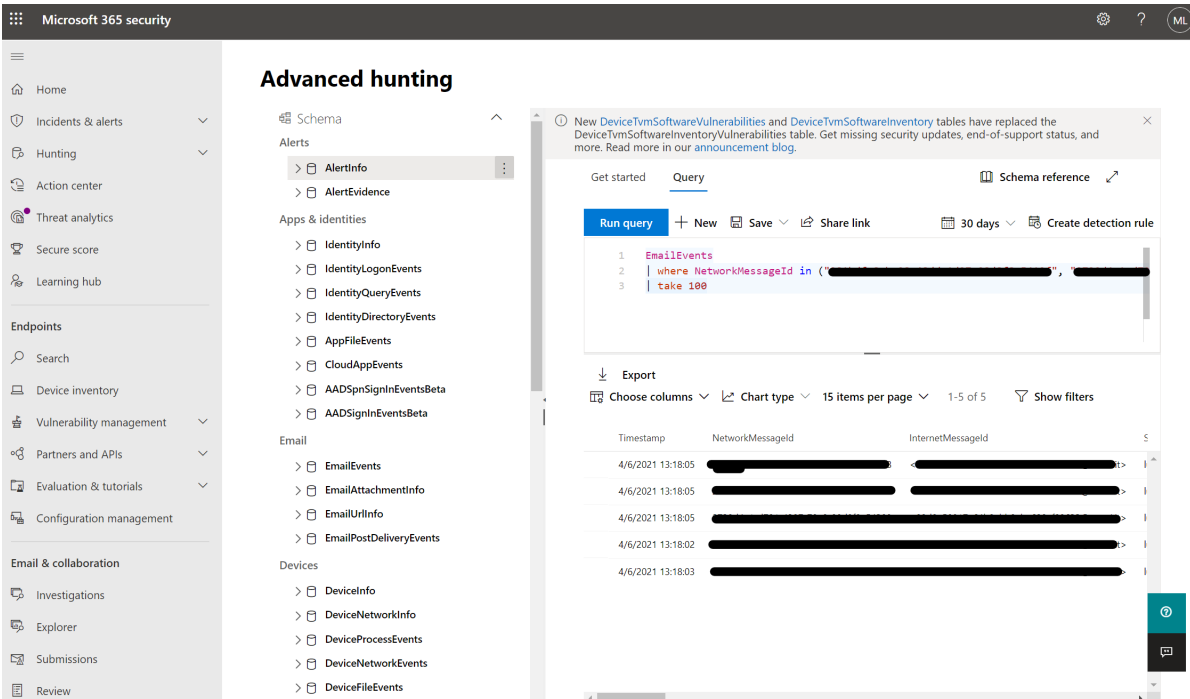 Microsoft 365 security
ML
Home
Incidents & alerts
Hunting
Action center
Threat analytics
Secure score
Learning hub
Endpoints
Search
Device inventory
Vulnerability management
Partners and APIs
Evaluation & tutorials
Configuration management
Email & collaboration
Investigations
Explorer
Submissions
Review
Advanced hunting
Schema
Alerts
AlertInfo
AlertEvidence
Apps & identities
IdentityInfo
IdentityLogonEvents
IdentityQueryEvents
IdentityDirectoryEvents
AppFileEvents
CloudAppEvents
AADSpnSignInEventsBeta
AADSignInEventsBeta
Email
EmailEvents
EmailAttachmentInfo
EmailUrlInfo
EmailPostDeliveryEvents
Devices
DeviceInfo
DeviceNetworkInfo
DeviceProcessEvents
DeviceNetworkEvents
DeviceFileEvents
New DeviceTvmSoftwareVulnerabilities and DeviceTvmSoftwareInventory tables have replaced the
DeviceTvmSoftwareInventoryVulnerabilities table. Get missing security updates, end-of-support status, and
more. Read more in our announcement blog.
Get started Query Schema reference
Run query New Save Share link 30 days Create detection rule
1 EmailEvents
2 | where NetworkMessageId in (" ", "
3 | take 100
Export
Choose columns Chart type 15 items per page 1-5 of 5 Show filters
Timestamp NetworkMessageId InternetMessageId S
4/6/2021 13:18:05
4/6/2021 13:18:05
4/6/2021 13:18:05
4/6/2021 13:18:02
4/6/2021 13:18:03